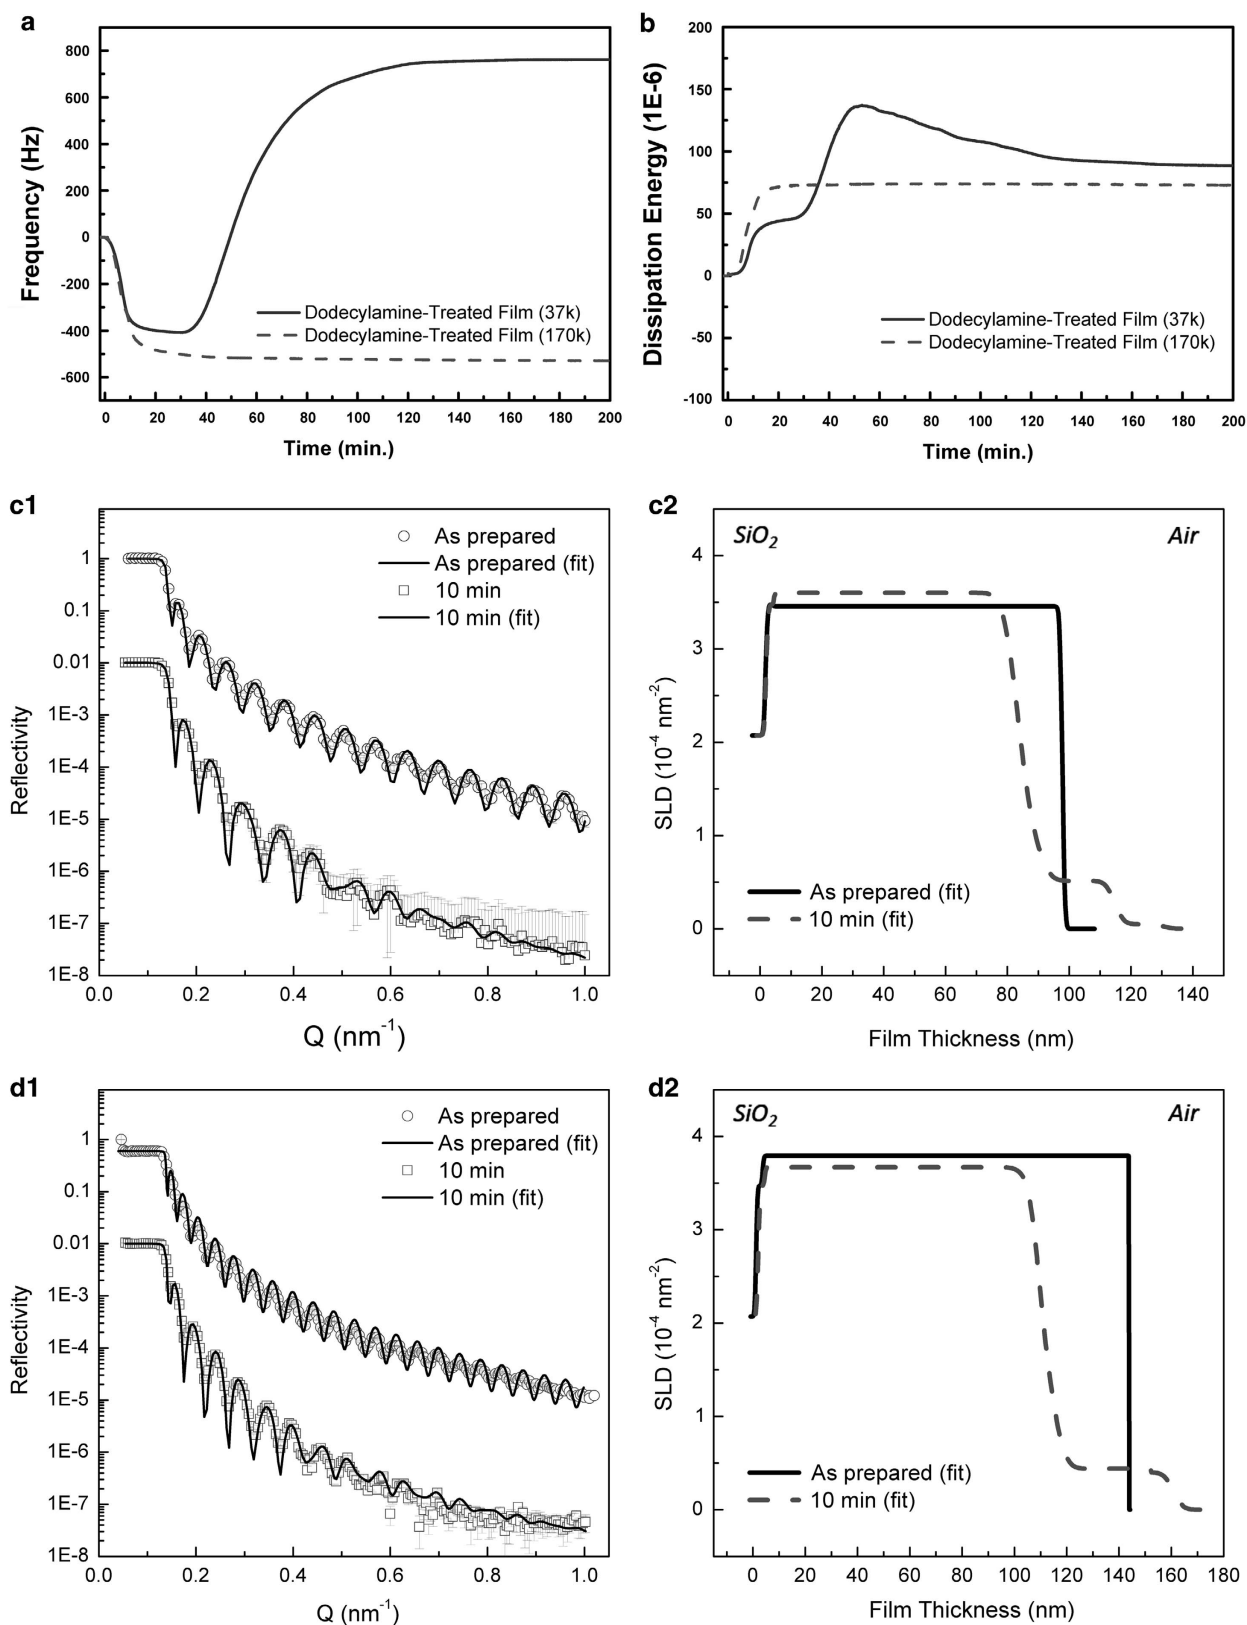 a
800
600
400
200
0
-200
-400
-600
0 20 40 60 80 100 120 140 160 180 200
Frequency (Hz)
Time (min.)
Dodecylamine-Treated Film (37k)
Dodecylamine-Treated Film (170k)
b
200
150
100
50
0
-50
-100
0 20 40 60 80 100 120 140 160 180 200
Dissipation Energy (1E-6)
Time (min.)
Dodecylamine-Treated Film (37k)
Dodecylamine-Treated Film (170k)
c1
1
0.1
0.01
1E-3
1E-4
1E-5
1E-6
1E-7
1E-8
0.0 0.2 0.4 0.6 0.8 1.0
Reflectivity
Q (nm⁻¹)
As prepared
As prepared (fit)
10 min
10 min (fit)
c2
SiO₂
Air
4
3
2
1
0
0 20 40 60 80 100 120 140
SLD (10⁻⁴ nm⁻²)
Film Thickness (nm)
As prepared (fit)
10 min (fit)
d1
1
0.1
0.01
1E-3
1E-4
1E-5
1E-6
1E-7
1E-8
0.0 0.2 0.4 0.6 0.8 1.0
Reflectivity
Q (nm⁻¹)
As prepared
As prepared (fit)
10 min
10 min (fit)
d2
SiO₂
Air
4
3
2
1
0
0 20 40 60 80 100 120 140 160 180
SLD (10⁻⁴ nm⁻²)
Film Thickness (nm)
As prepared (fit)
10 min (fit)